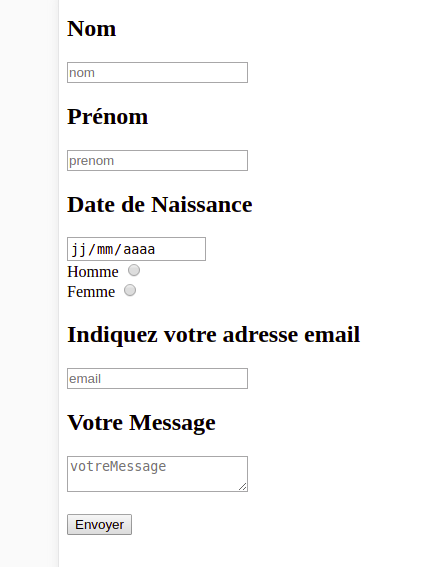 Nom
nom
Prénom
prenom
Date de Naissance
jj/mm/aaaa
Homme
Femme
Indiquez votre adresse email
email
Votre Message
votreMessage
Envoyer